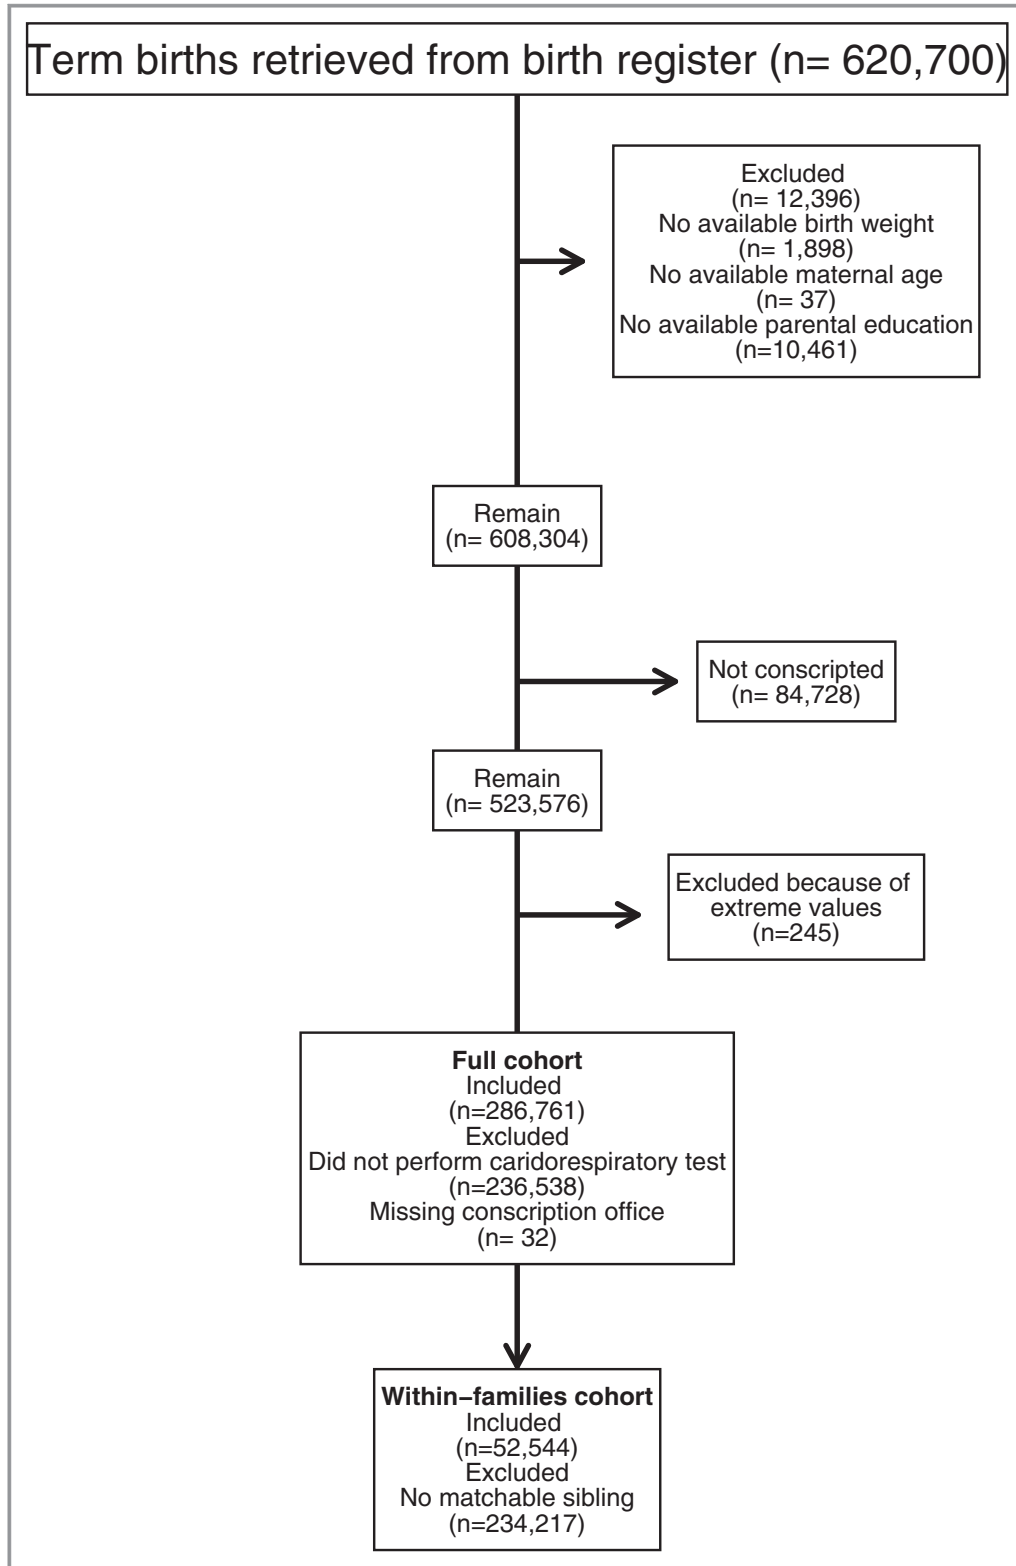 Term births retrieved from birth register (n= 620,700)
Excluded
(n= 12,396)
No available birth weight
(n= 1,898)
No available maternal age
(n= 37)
No available parental education
(n=10,461)
Remain
(n= 608,304)
Not conscripted
(n= 84,728)
Remain
(n= 523,576)
Excluded because of
extreme values
(n=245)
Full cohort
Included
(n=286,761)
Excluded
Did not perform caridorespiratory test
(n=236,538)
Missing conscription office
(n= 32)
Within−families cohort
Included
(n=52,544)
Excluded
No matchable sibling
(n=234,217)